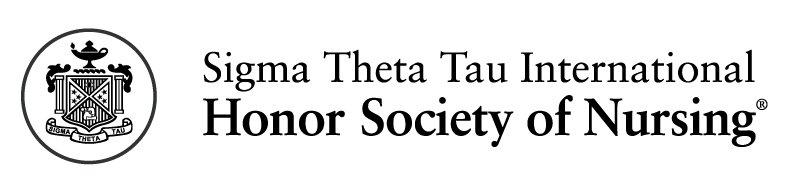 SIGMA THETA TAU
Sigma Theta Tau International
Honor Society of Nursing®